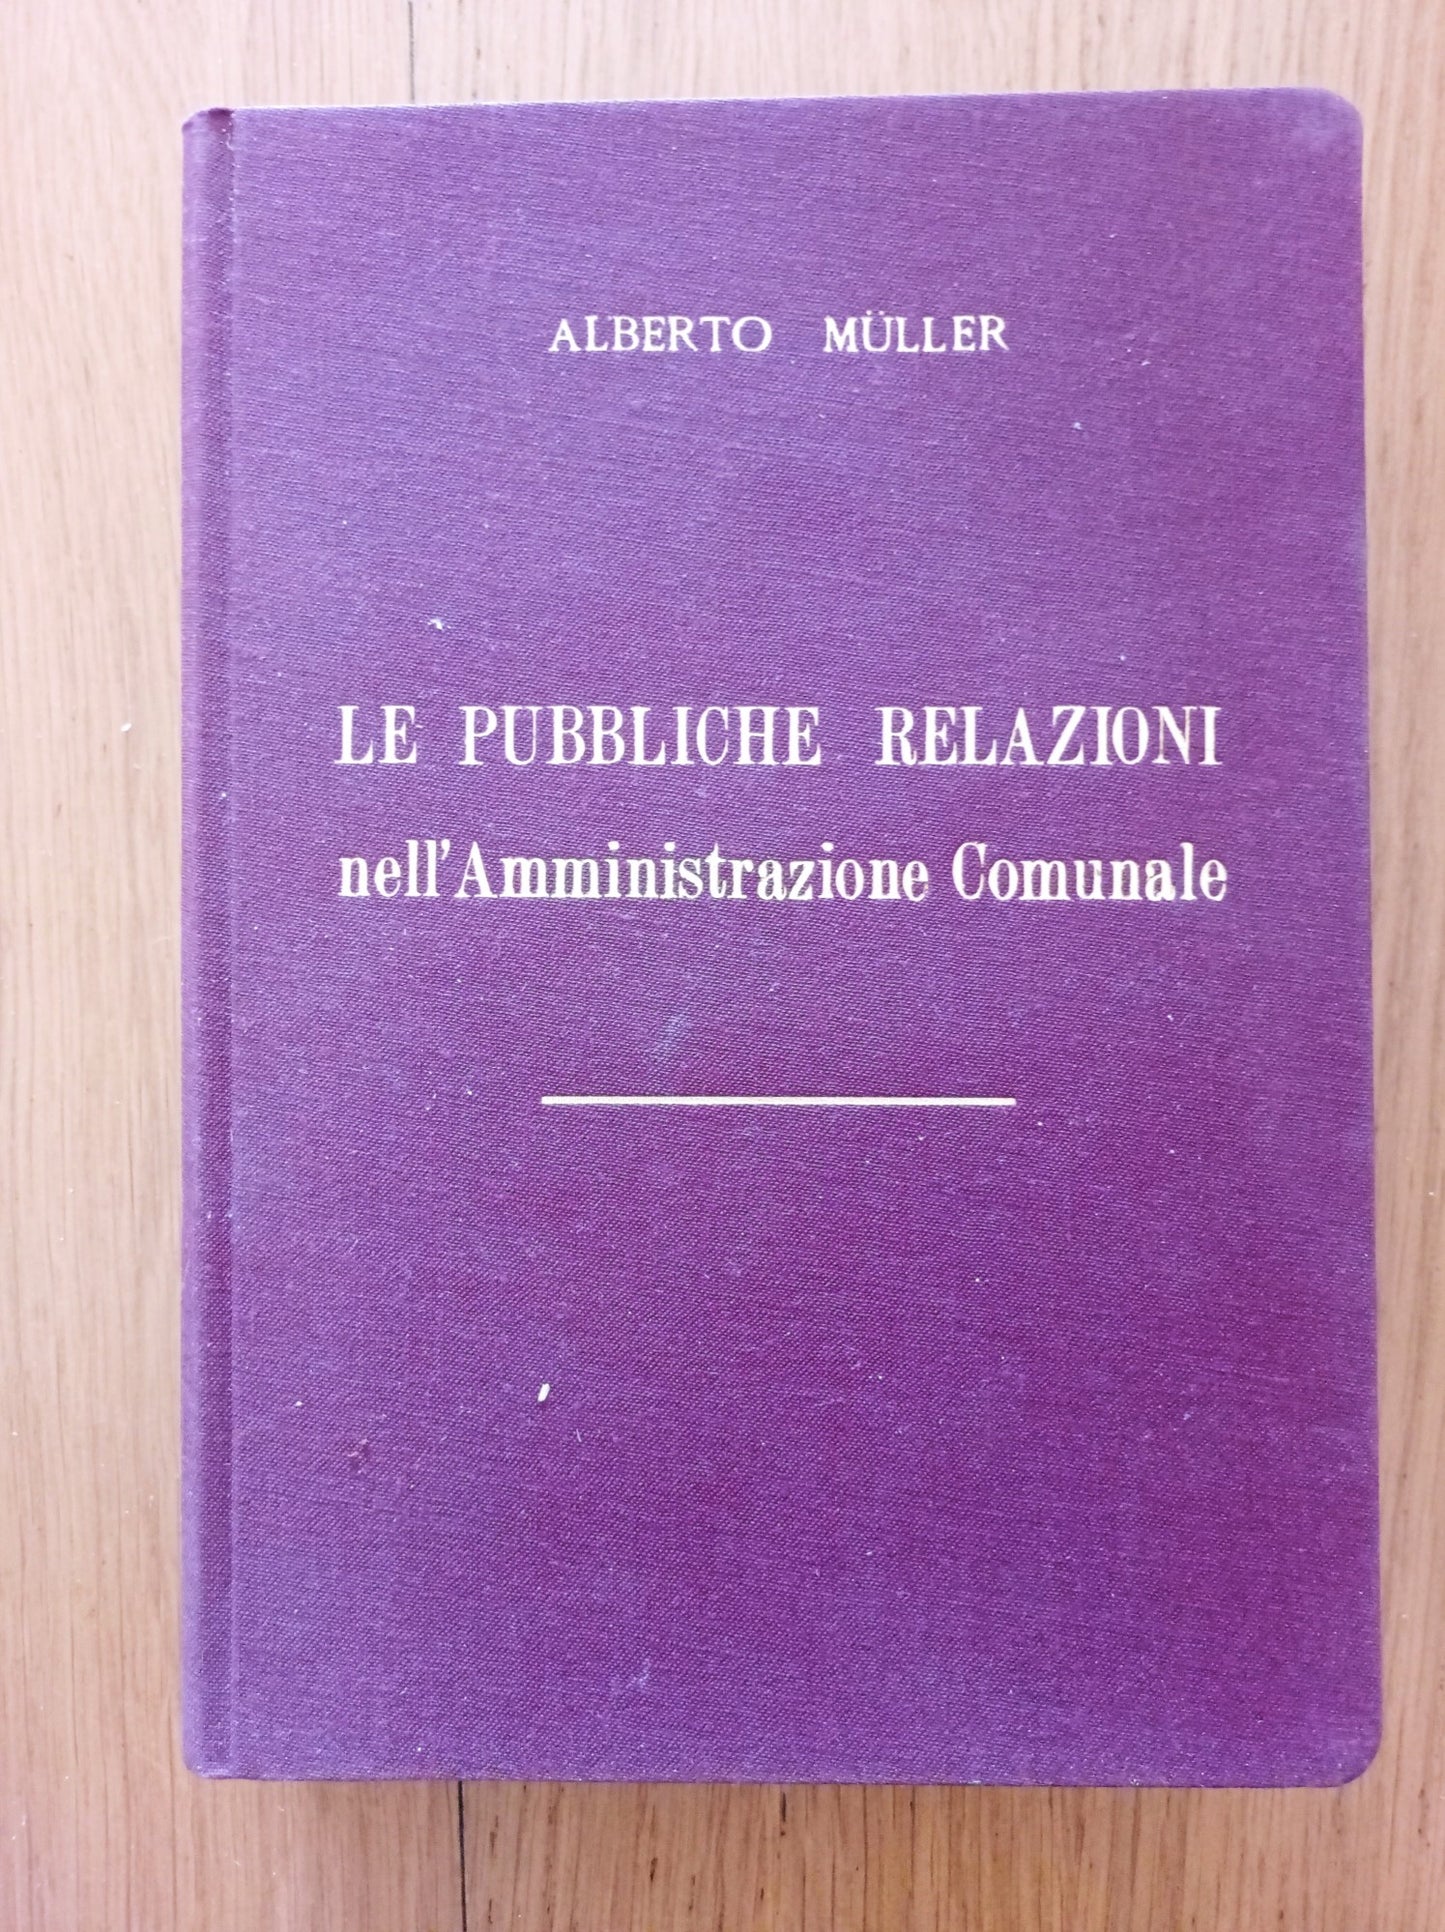 ALBERTO MÜLLER
LE PUBBLICHE RELAZIONI
nell'Amministrazione Comunale